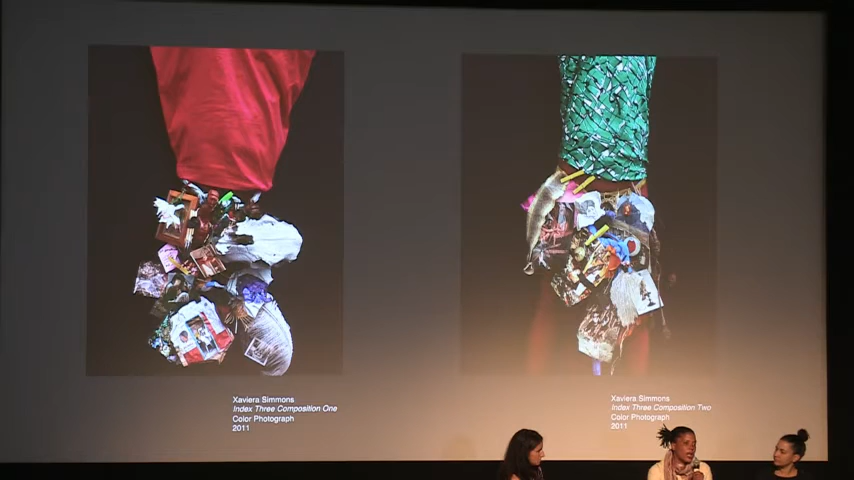 Xaviera Simmons
Index Three Composition One
Color Photograph
2011
Xaviera Simmons
Index Three Composition Two
Color Photograph
2011